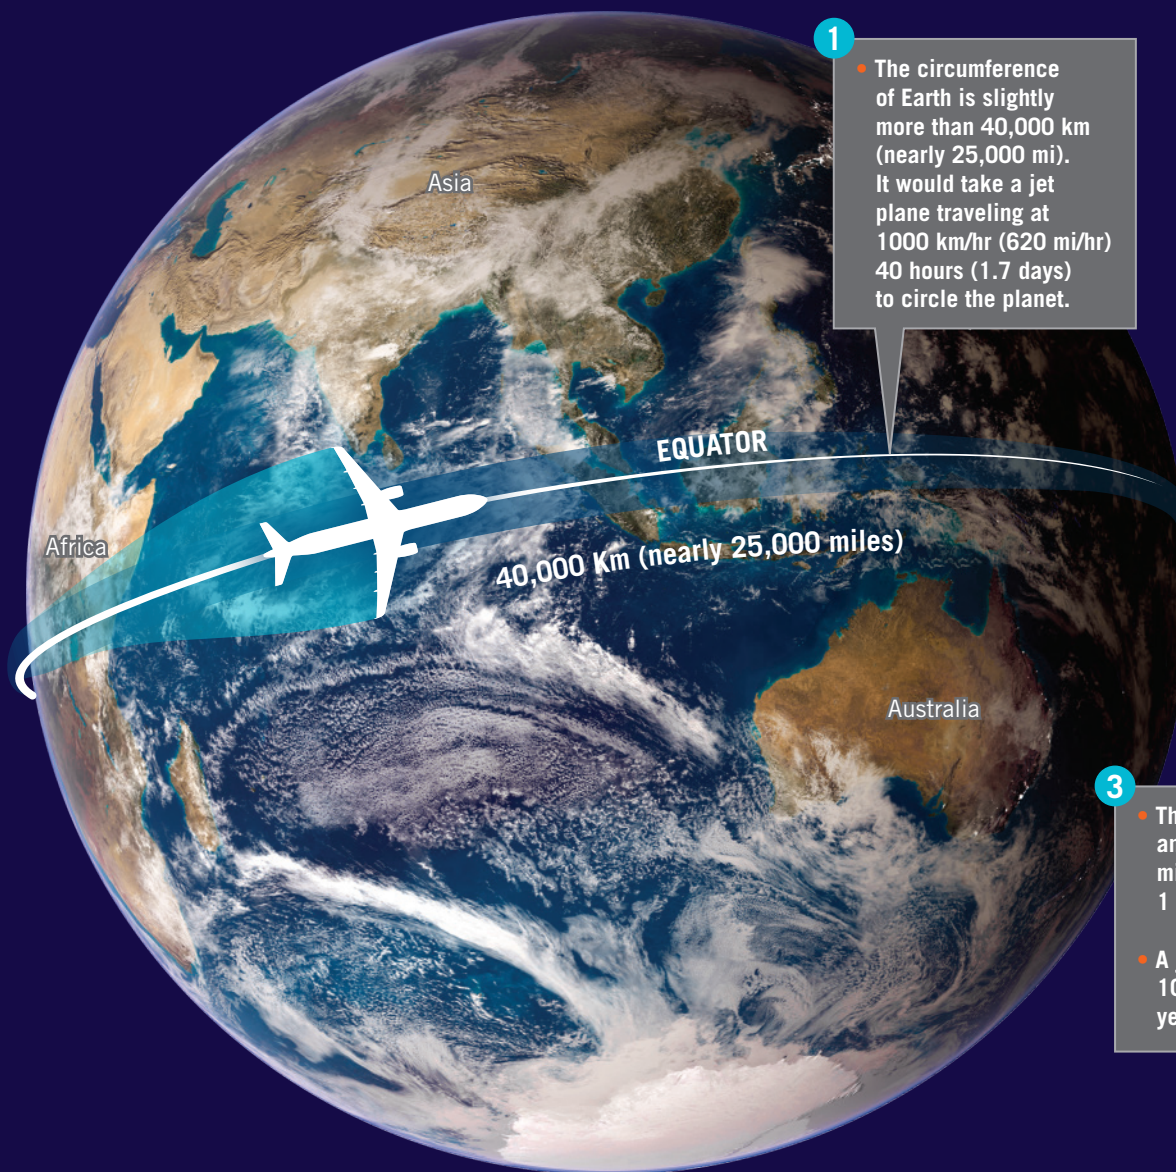 1
• The circumference
of Earth is slightly
more than 40,000 km
(nearly 25,000 mi).
It would take a jet
plane traveling at
1000 km/hr (620 mi/hr)
40 hours (1.7 days)
to circle the planet.
Asia
EQUATOR
Africa
40,000 Km (nearly 25,000 miles)
Australia
3
1
• A